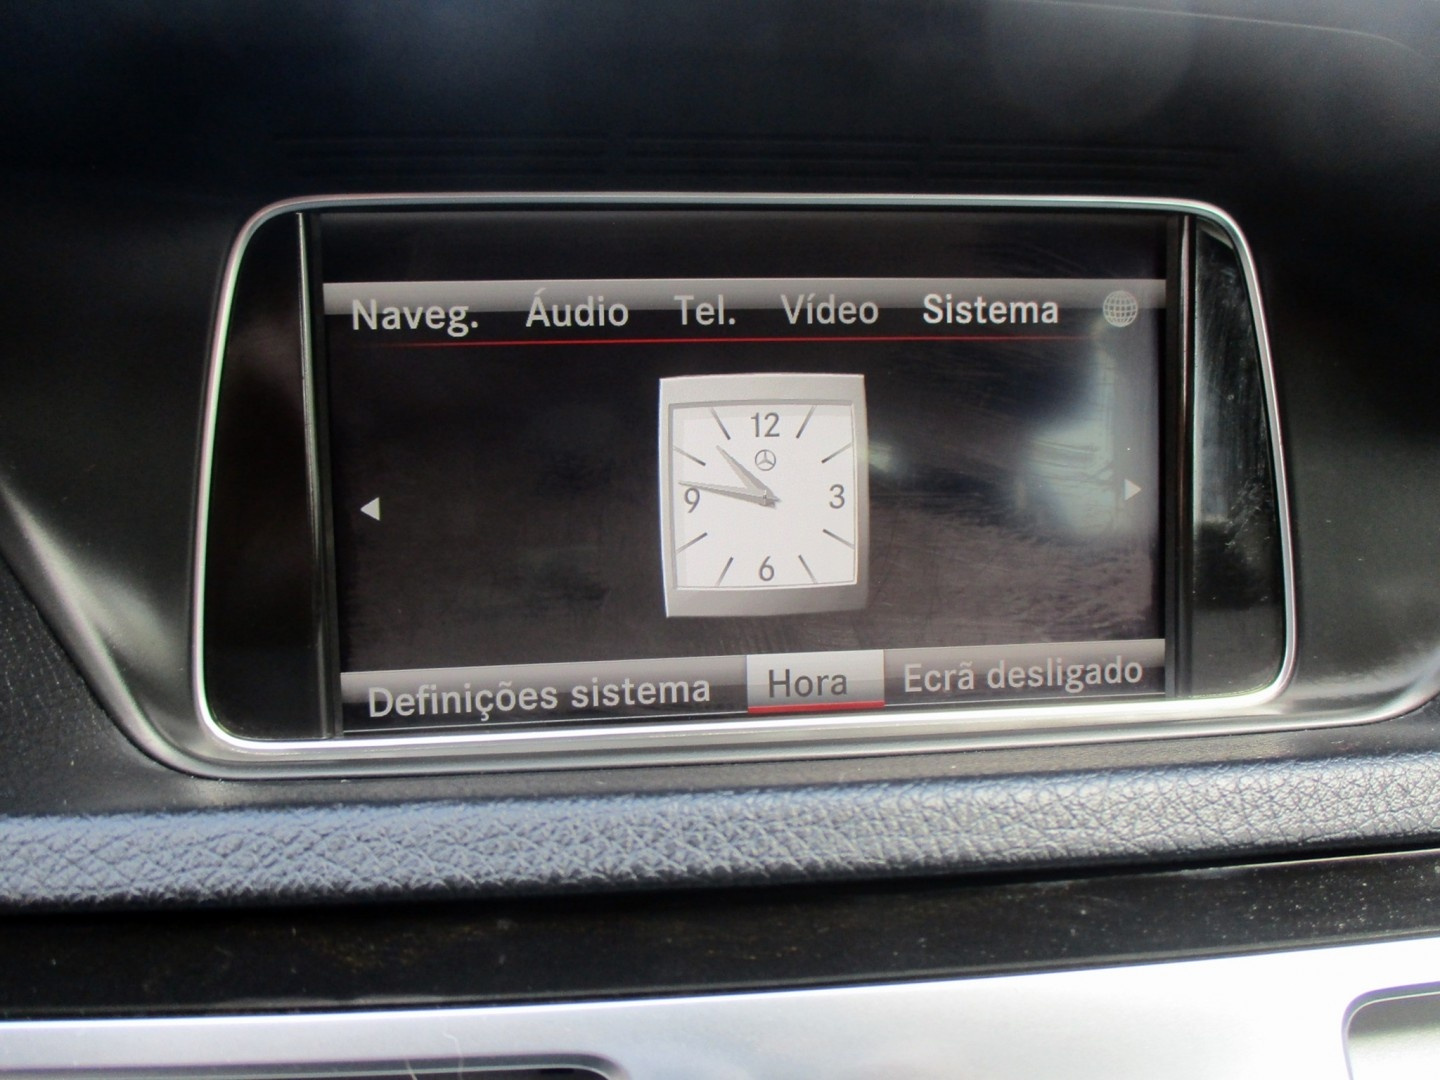 Naveg. Áudio Tel. Vídeo Sistema
12
9 3
6
Definições sistema Hora Ecrã desligado